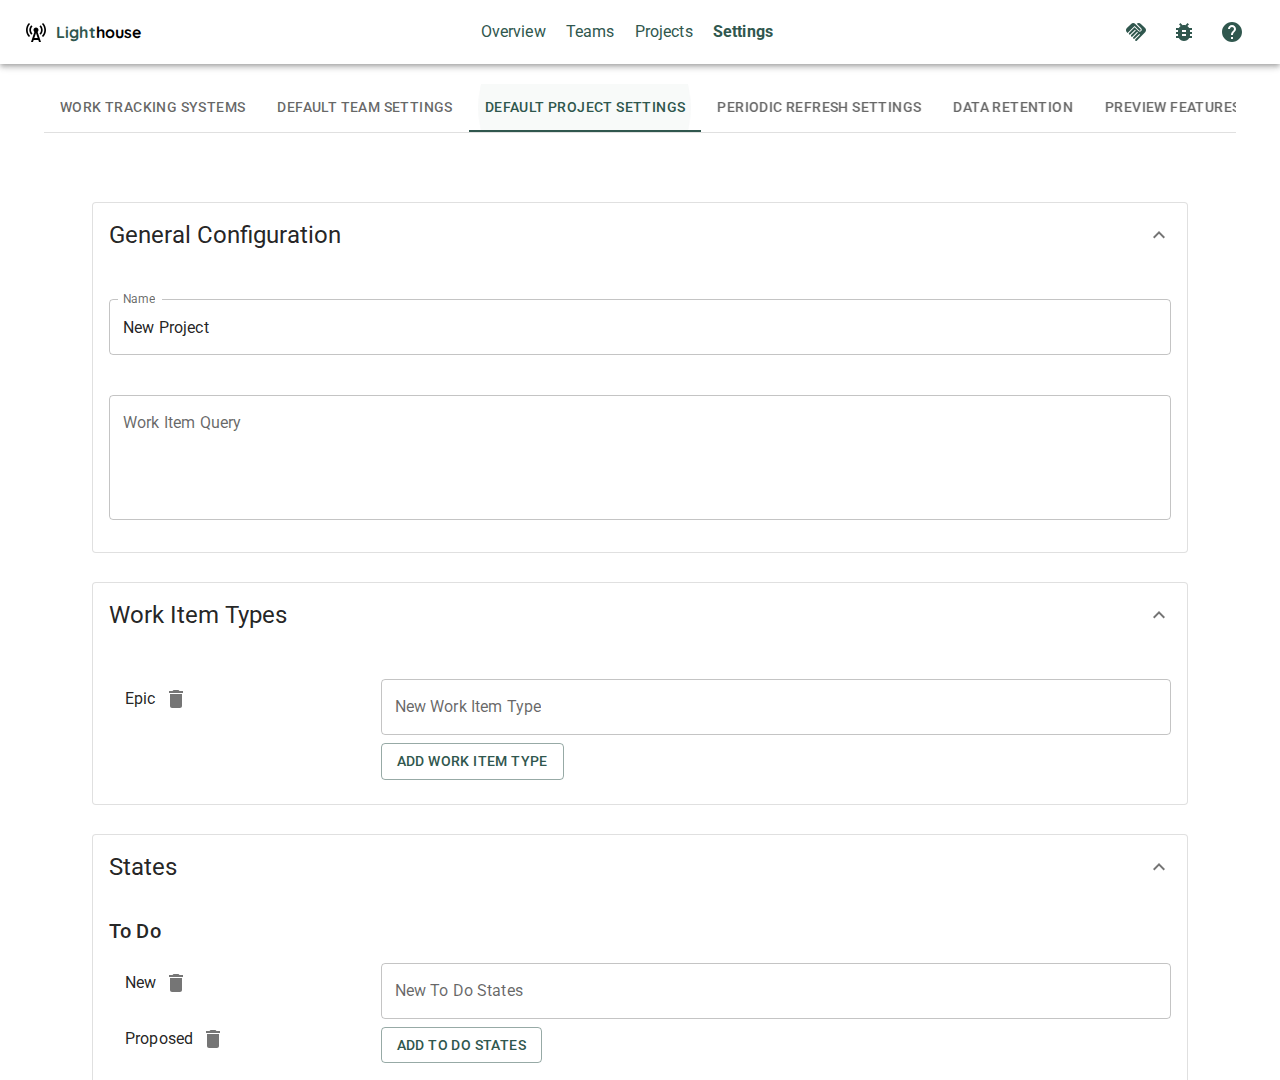 Lighthouse
Overview
Teams
Projects
Settings
WORK TRACKING SYSTEMS
DEFAULT TEAM SETTINGS
DEFAULT PROJECT SETTINGS
PERIODIC REFRESH SETTINGS
DATA RETENTION
PREVIEW FEATURES
General Configuration
Name
New Project
Work Item Query
Work Item Types
Epic
New Work Item Type
ADD WORK ITEM TYPE
States
To Do
New
New To Do States
Proposed
ADD TO DO STATES